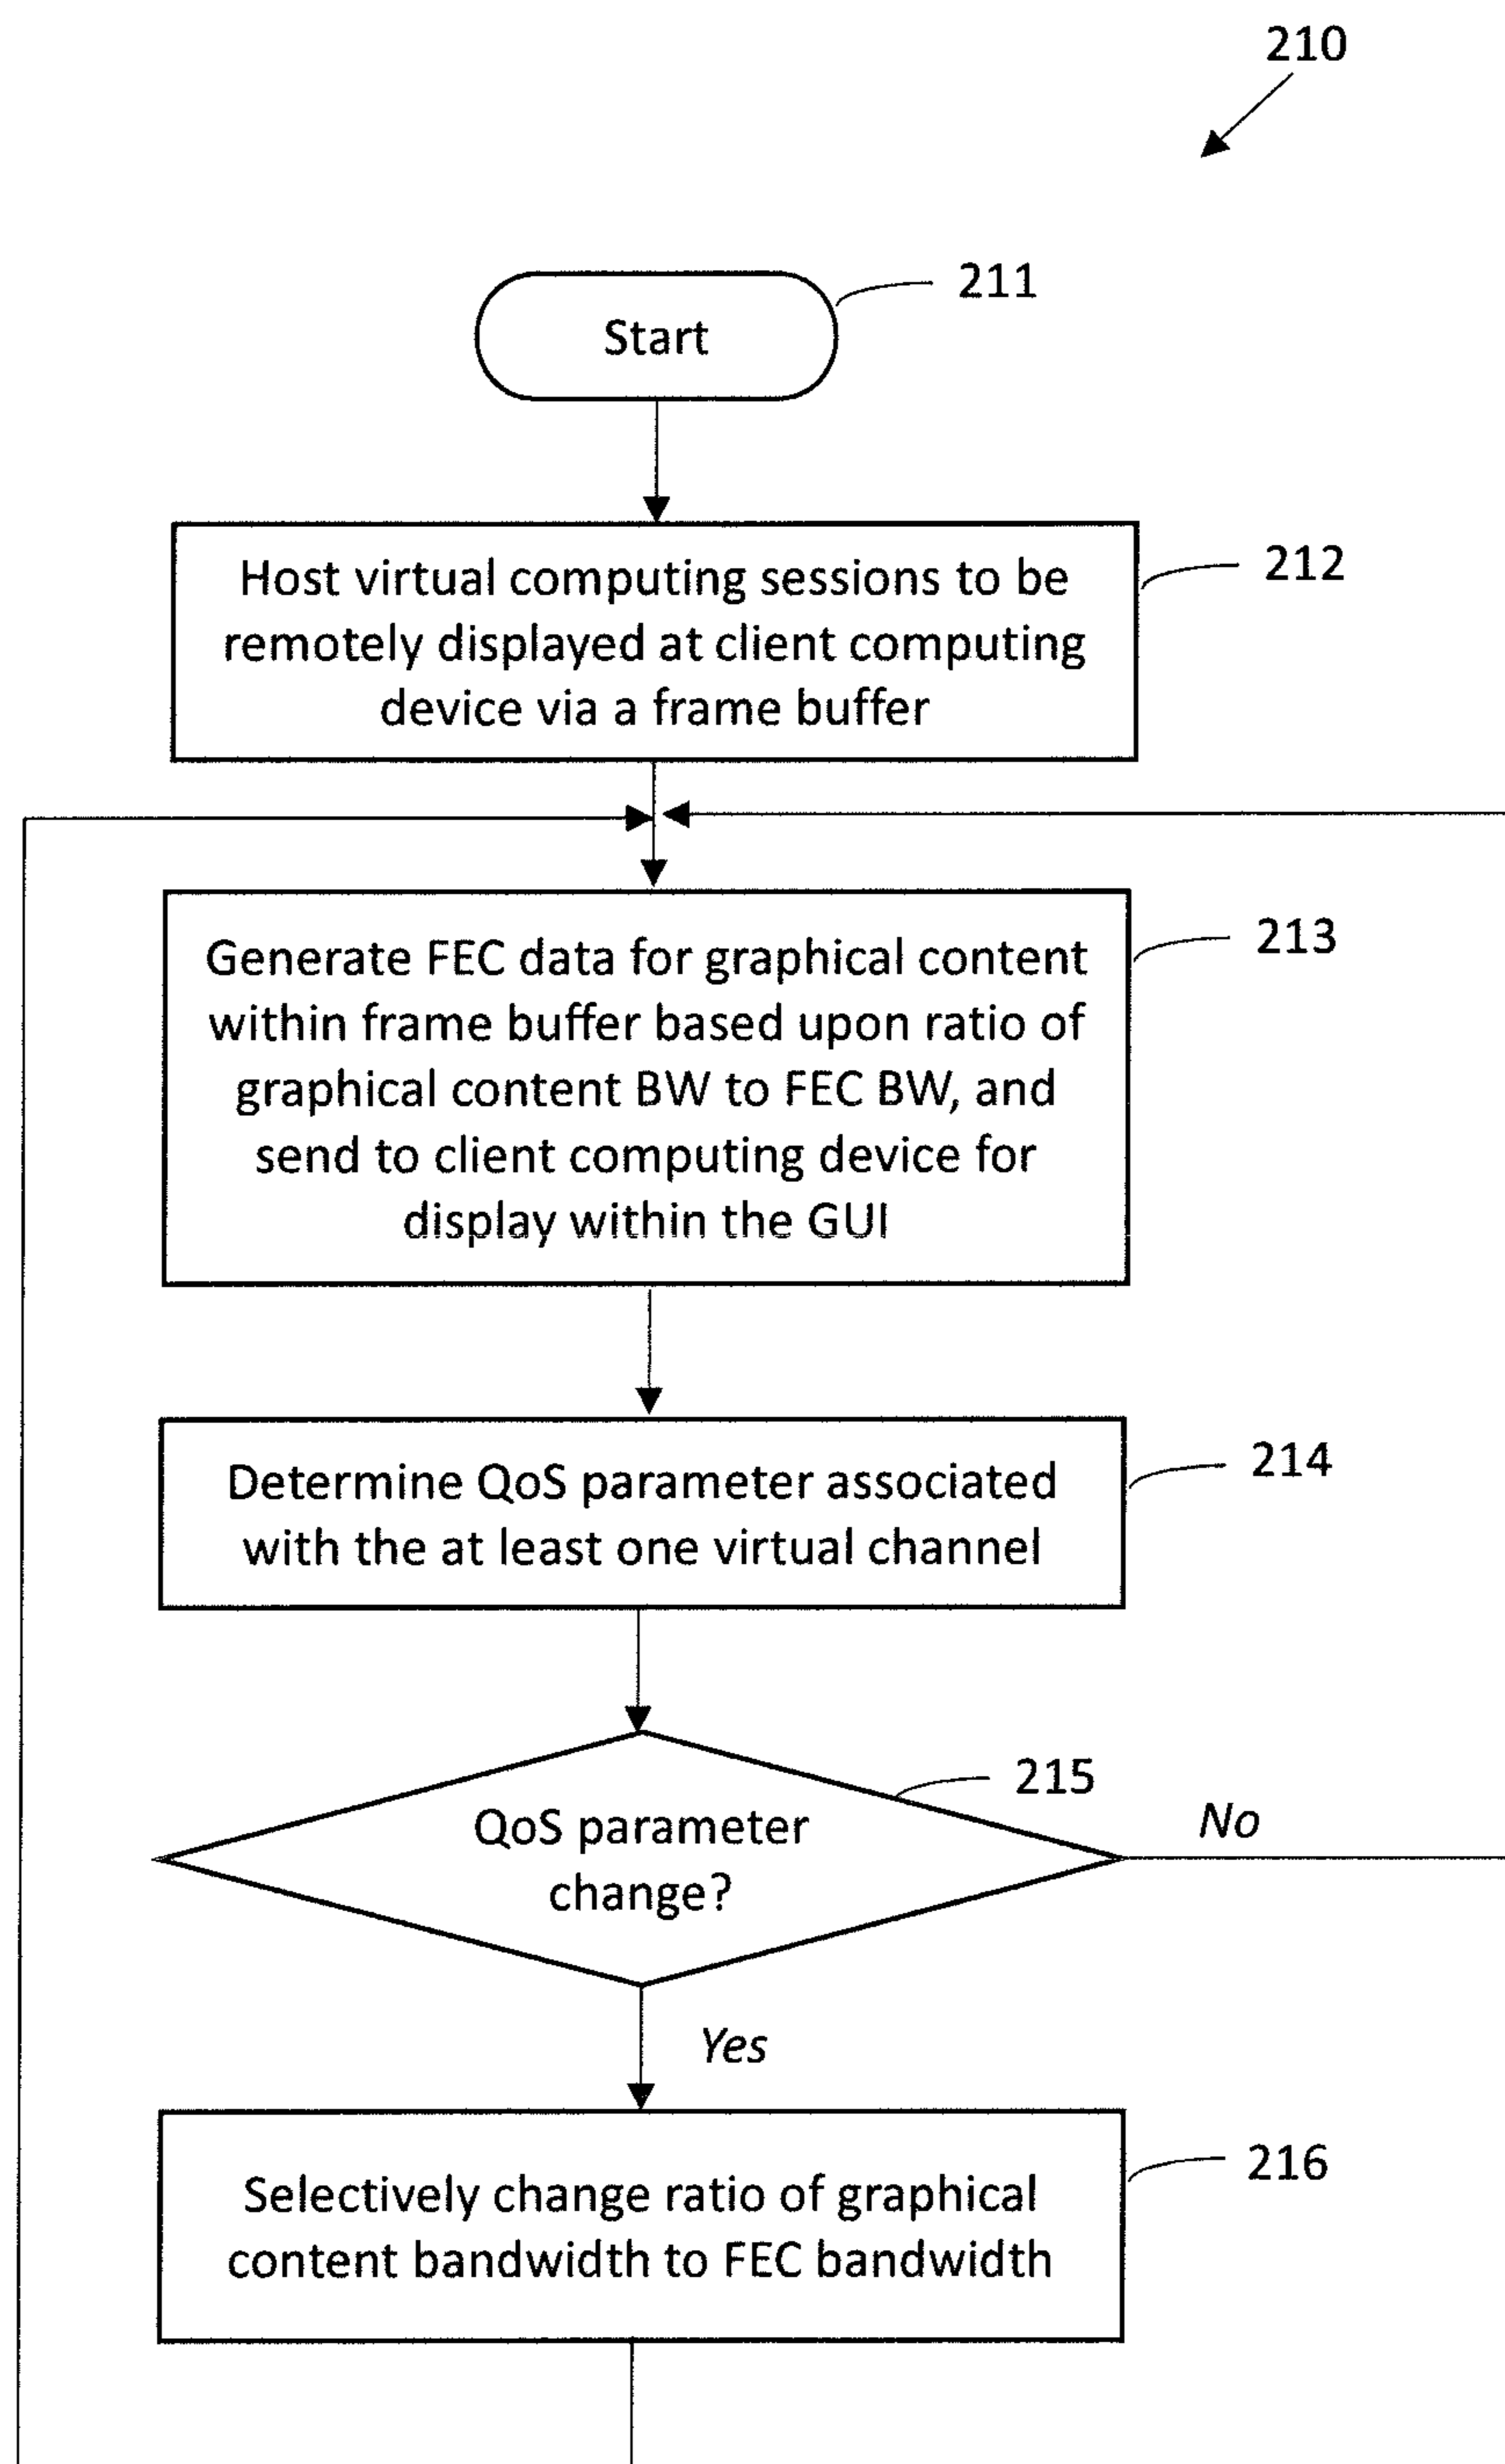 210
211
Start
212
Host virtual computing sessions to be
remotely displayed at client computing
device via a frame buffer
213
Generate FEC data for graphical content
within frame buffer based upon ratio of
graphical content BW to FEC BW, and
send to client computing device for
display within the GUI
214
Determine QoS parameter associated
with the at least one virtual channel
215
QoS parameter
change?
No
Yes
216
Selectively change ratio of graphical
content bandwidth to FEC bandwidth